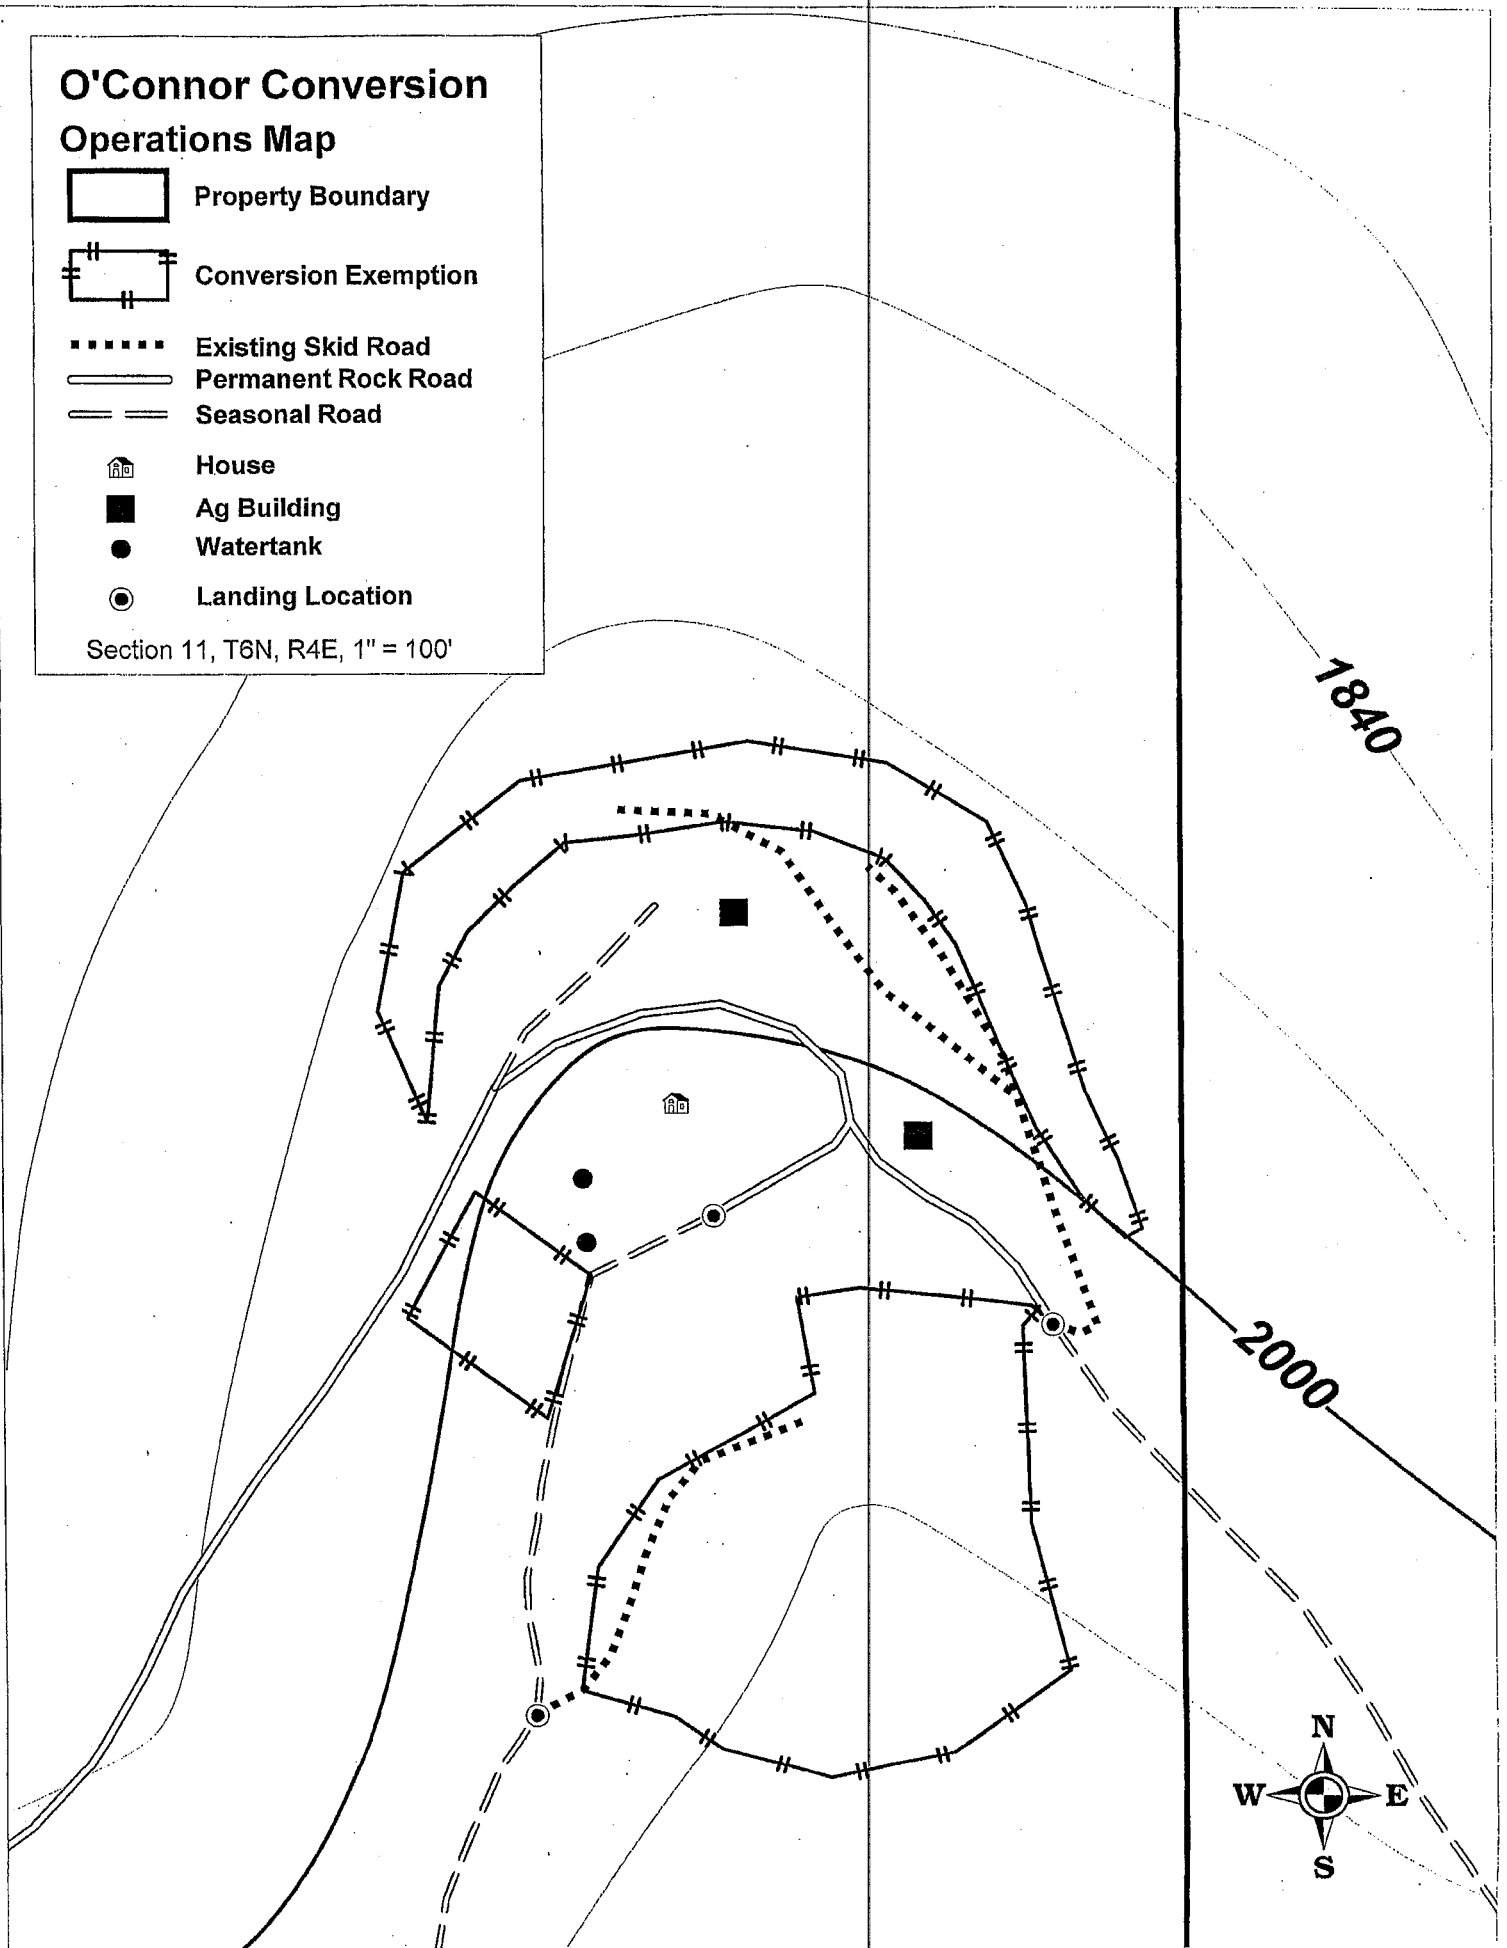 O'Connor Conversion
Operations Map
Property Boundary
Conversion Exemption
Existing Skid Road
Permanent Rock Road
Seasonal Road
House
Ag Building
Watertank
Landing Location
Section 11, T6N, R4E, 1" = 100'
1840
2000
N
W E
S